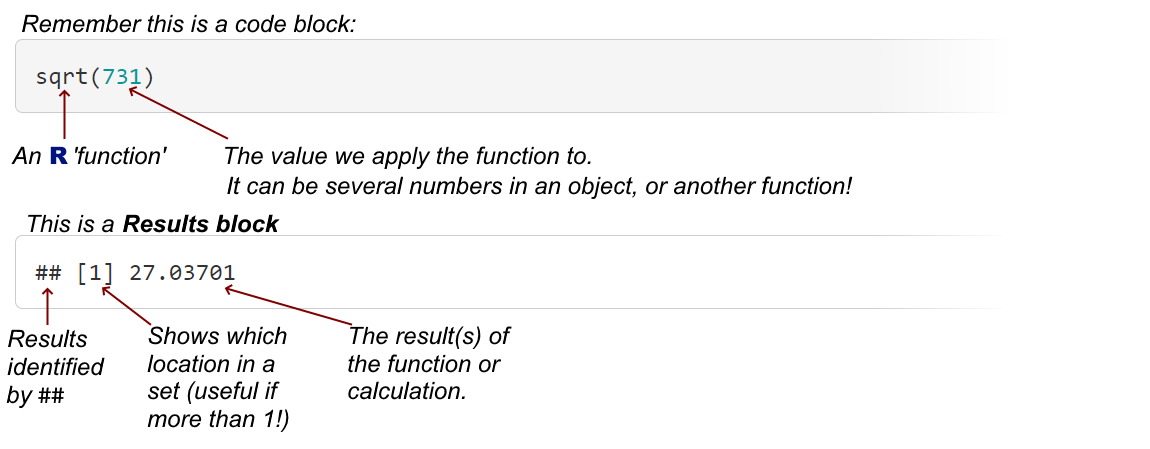 Remember this is a code block:
sqrt(731)
An R 'function'
The value we apply the function to.
It can be several numbers in an object, or another function!
This is a Results block
## [1] 27.03701
Results
identified
by ##
Shows which
location in a
set (useful if
more than 1!)
The result(s) of
the function or
calculation.